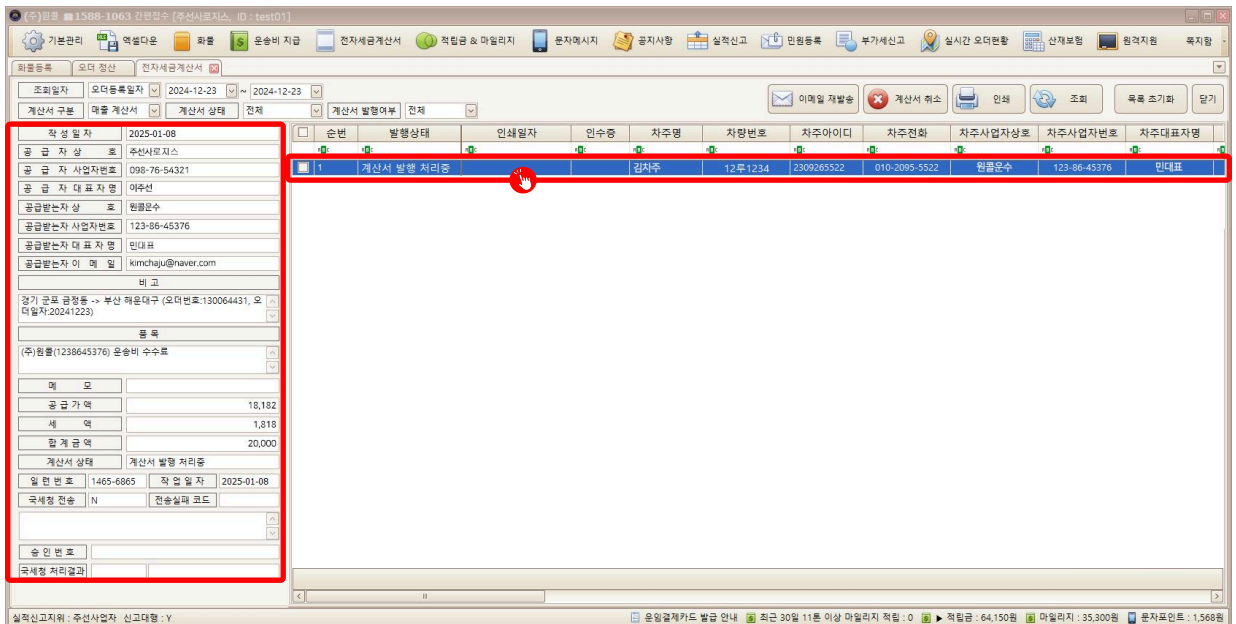 (주)원콜 ☎1588-1063 간편접수 [주선사로지스, ID : test01]
기본관리 엑셀다운 화물 운송비 지급 전자세금계산서 적립금 & 마일리지 문자메시지 공지사항 실적신고 민원등록 부가세신고 실시간 오더현황 산재보험 원격지원 쪽지함
화물등록 오더 정산 전자세금계산서
조회일자 오더등록일자 2024-12-23 ~ 2024-12-23
이메일 재발송 계산서 취소 인쇄 조회 목록 초기화 닫기
계산서 구분 매출 계산서 계산서 상태 전체 계산서 발행여부 전체
작 성 일 자 2025-01-08
공 급 자 상 호 주선사로지스
공 급 자 사업자번호 098-76-54321
공 급 자 대 표 자 명 이주선
공급받는자 상 호 원콜운수
공급받는자 사업자번호 123-86-45376
공급받는자 대 표 자 명 민대표
공급받는자 이 메 일 kimchaju@naver.com
비 고
경기 군포 금정동 -> 부산 해운대구 (오더번호:130064431, 오
더일자:20241223)
품 목
(주)원콜(1238645376) 운송비 수수료
메 모
공 급 가 액 18,182
세 액 1,818
합 계 금 액 20,000
계산서 상태 계산서 발행 처리중
일 련 번 호 1465-6865 작 업 일 자 2025-01-08
국세청 전송 N 전송실패 코드
승 인 번 호
국세청 처리결과
순번 발행상태 인쇄일자 인수증 차주명 차량번호 차주아이디 차주전화 차주사업자상호 차주사업자번호 차주대표자명
1 계산서 발행 처리중 김차주 12루1234 2309265522 010-2095-5522 원콜운수 123-86-45376 민대표
실적신고지위 : 주선사업자 신고대행 : Y
운임결제카드 발급 안내 최근 30일 11톤 이상 마일리지 적립 : 0 ▶ 적립금 : 64,150원 마일리지 : 35,300원 문자포인트 : 1,568원